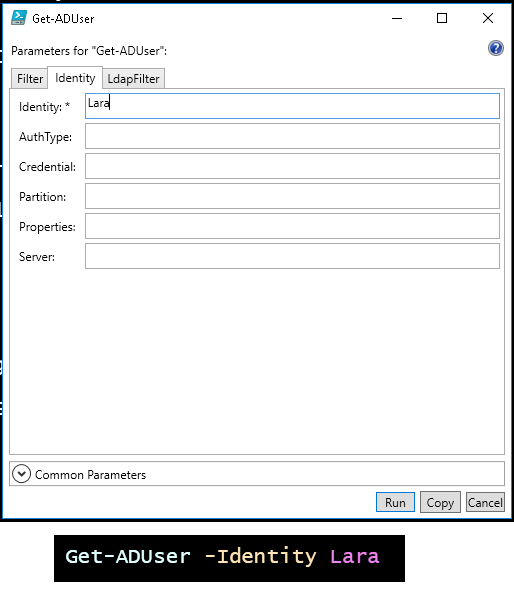 Get-ADUser
Parameters for "Get-ADUser":
Filter Identity LdapFilter
Identity: * Lara
AuthType:
Credential:
Partition:
Properties:
Server:
Common Parameters
Run Copy Cancel
Get-ADUser -Identity Lara